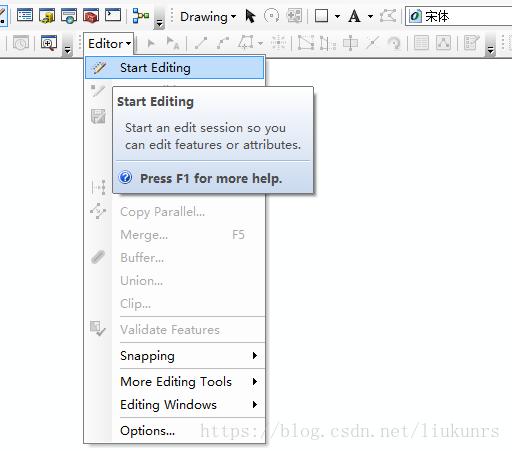 Drawing
A
宋体
Editor
Start Editing
Start Editing
Start an edit session so you
can edit features or attributes.
Press F1 for more help.
Copy Parallel...
Merge... F5
Buffer...
Union...
Clip...
Validate Features
Snapping
More Editing Tools
Editing Windows
Options...
https://blog.csdn.net/liukunrs